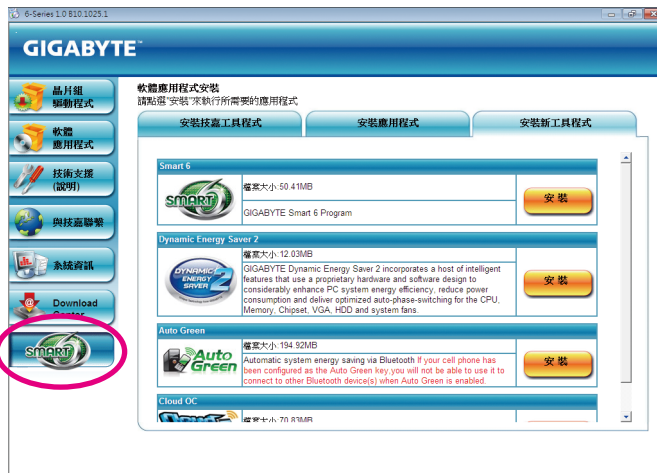 6-Series 1.0 B10.1025.1
GIGABYTE™
晶片組
驅動程式
軟體
應用程式
技術支援
(說明)
與技嘉聯繫
系統資訊
Download
SMART 6
軟體應用程式安裝
請點選"安裝"來執行所需要的應用程式
安裝技嘉工具程式
安裝應用程式
安裝新工具程式
Smart 6
SMART 6
檔案大小:50.41MB
GIGABYTE Smart 6 Program
安裝
Dynamic Energy Saver 2
DYNAMIC
ENERGY
SAVER 2
檔案大小:12.03MB
GIGABYTE Dynamic Energy Saver 2 incorporates a host of intelligent
features that use a proprietary hardware and software design to
considerably enhance PC system energy efficiency, reduce power
consumption and deliver optimized auto-phase-switching for the CPU,
Memory, Chipset, VGA, HDD and system fans.
安裝
Auto Green
Auto
Green
檔案大小:194.92MB
Automatic system energy saving via Bluetooth If your cell phone has
been configured as the Auto Green key,you will not be able to use it to
connect to other Bluetooth device(s) when Auto Green is enabled.
安裝
Cloud OC
檔案大小:70.83MB